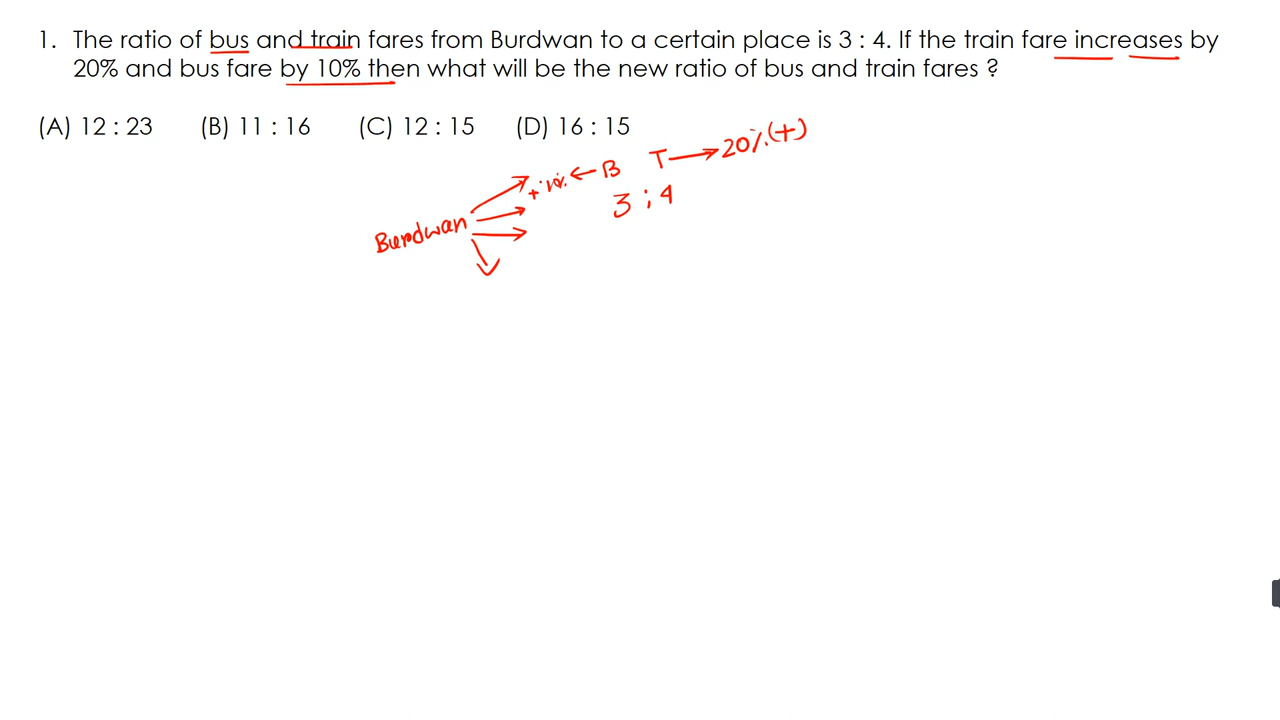 1. The ratio of bus and train fares from Burdwan to a certain place is 3 : 4. If the train fare increases by
20% and bus fare by 10% then what will be the new ratio of bus and train fares ?
(A) 12 : 23 (B) 11 : 16 (C) 12 : 15 (D) 16 : 15
+10% ← B T → 20%(+)
3 : 4
Burdwan